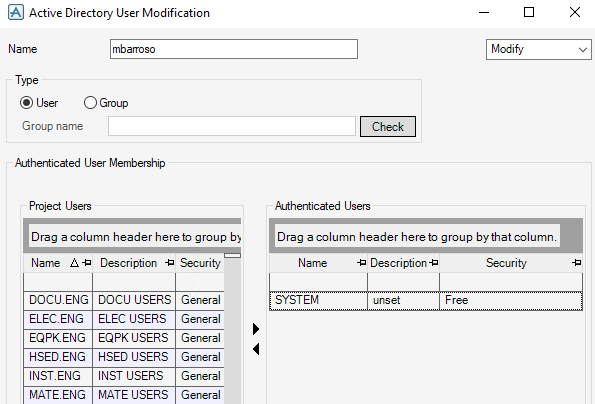 Active Directory User Modification
Name mbarroso Modify
Type
User Group
Group name Check
Authenticated User Membership
Project Users
Drag a column header here to group by
Name Description Security
DOCU.ENG DOCU USERS General
ELEC.ENG ELEC USERS General
EQPK.ENG EQPK USERS General
HSED.ENG HSED USERS General
INST.ENG INST USERS General
MATE.ENG MATE USERS General
Authenticated Users
Drag a column header here to group by that column.
Name Description Security
SYSTEM unset Free